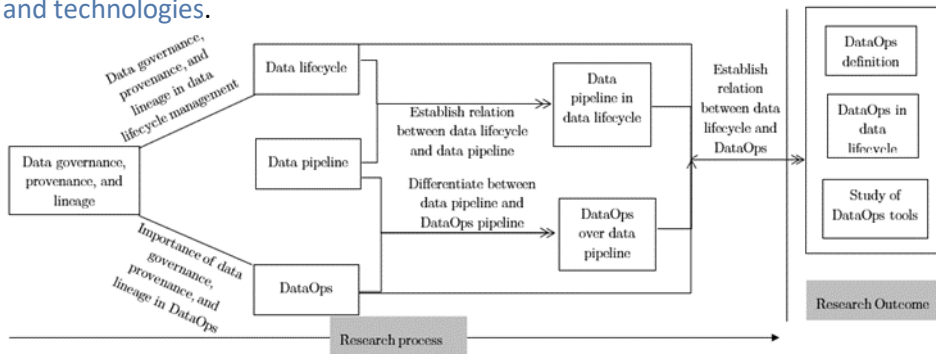 and technologies.
Data governance,
provenance, and
lineage in data
lifecycle management
Data governance,
provenance, and
lineage
Importance of data
governance,
provenance, and
lineage in DataOps
Data lifecycle
Data pipeline
DataOps
Establish relation
between data lifecycle
and data pipeline
Differentiate between
data pipeline and
DataOps pipeline
Data
pipeline in
data lifecycle
DataOps
over data
pipeline
Establish
relation
between data
lifecycle and
DataOps
DataOps
definition
DataOps in
data
lifecycle
Study of
DataOps tools
Research Outcome
Research process